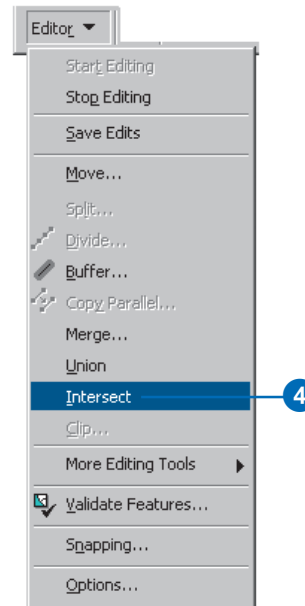 Editor
Start Editing
Stop Editing
Save Edits
Move...
Split...
Divide...
Buffer...
Copy Parallel...
Merge...
Union
Intersect
4
Clip...
More Editing Tools
Validate Features...
Snapping...
Options...